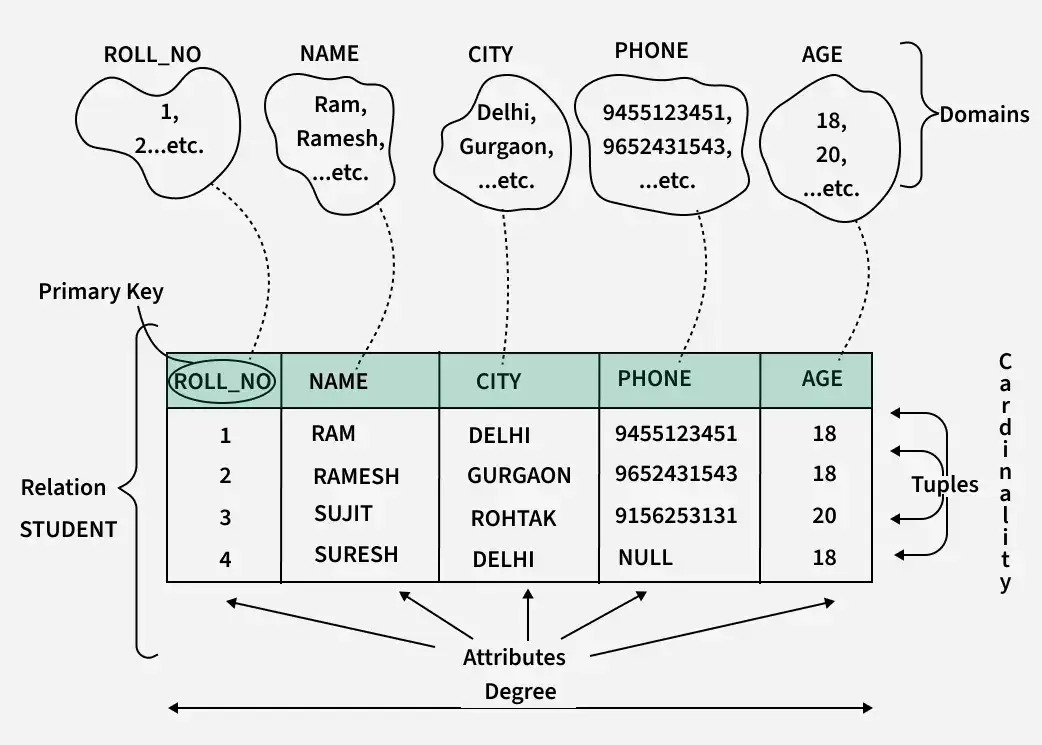 ROLL_NO NAME CITY PHONE AGE
1, Ram, Delhi, 9455123451, 18,
2...etc. Ramesh, Gurgaon, 9652431543, 20,
...etc. ...etc. ...etc. ...etc.
Domains
Primary Key
ROLL_NO NAME CITY PHONE AGE
1 RAM DELHI 9455123451 18
2 RAMESH GURGAON 9652431543 18
3 SUJIT ROHTAK 9156253131 20
4 SURESH DELHI NULL 18
Relation
STUDENT
Tuples
Cardinality
Attributes
Degree